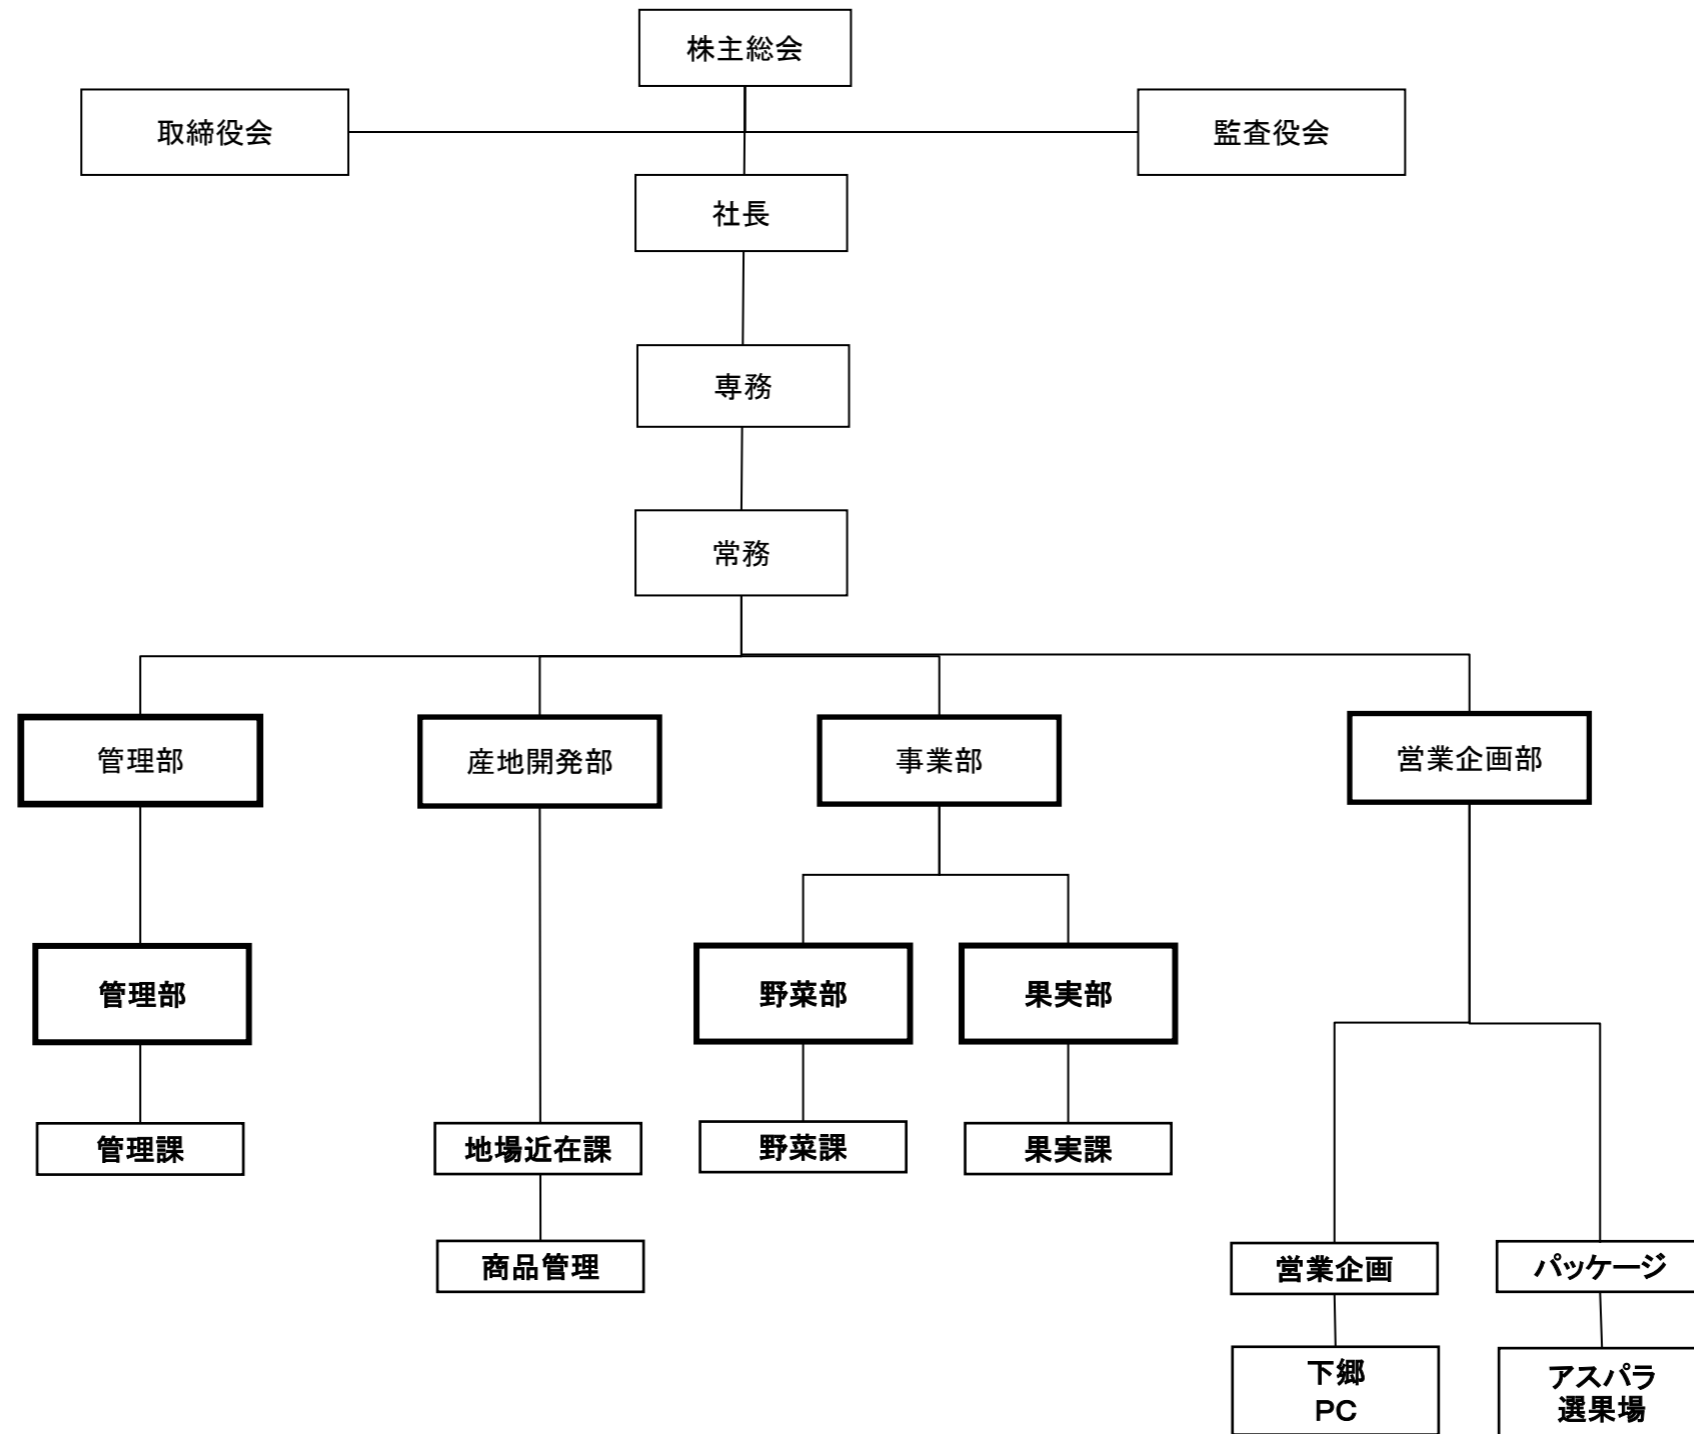 株主総会
取締役会
監査役会
社長
専務
常務
管理部
産地開発部
事業部
営業企画部
管理部
野菜部
果実部
管理課
地場近在課
野菜課
果実課
商品管理
営業企画
パッケージ
下郷
PC
アスパラ
選果場